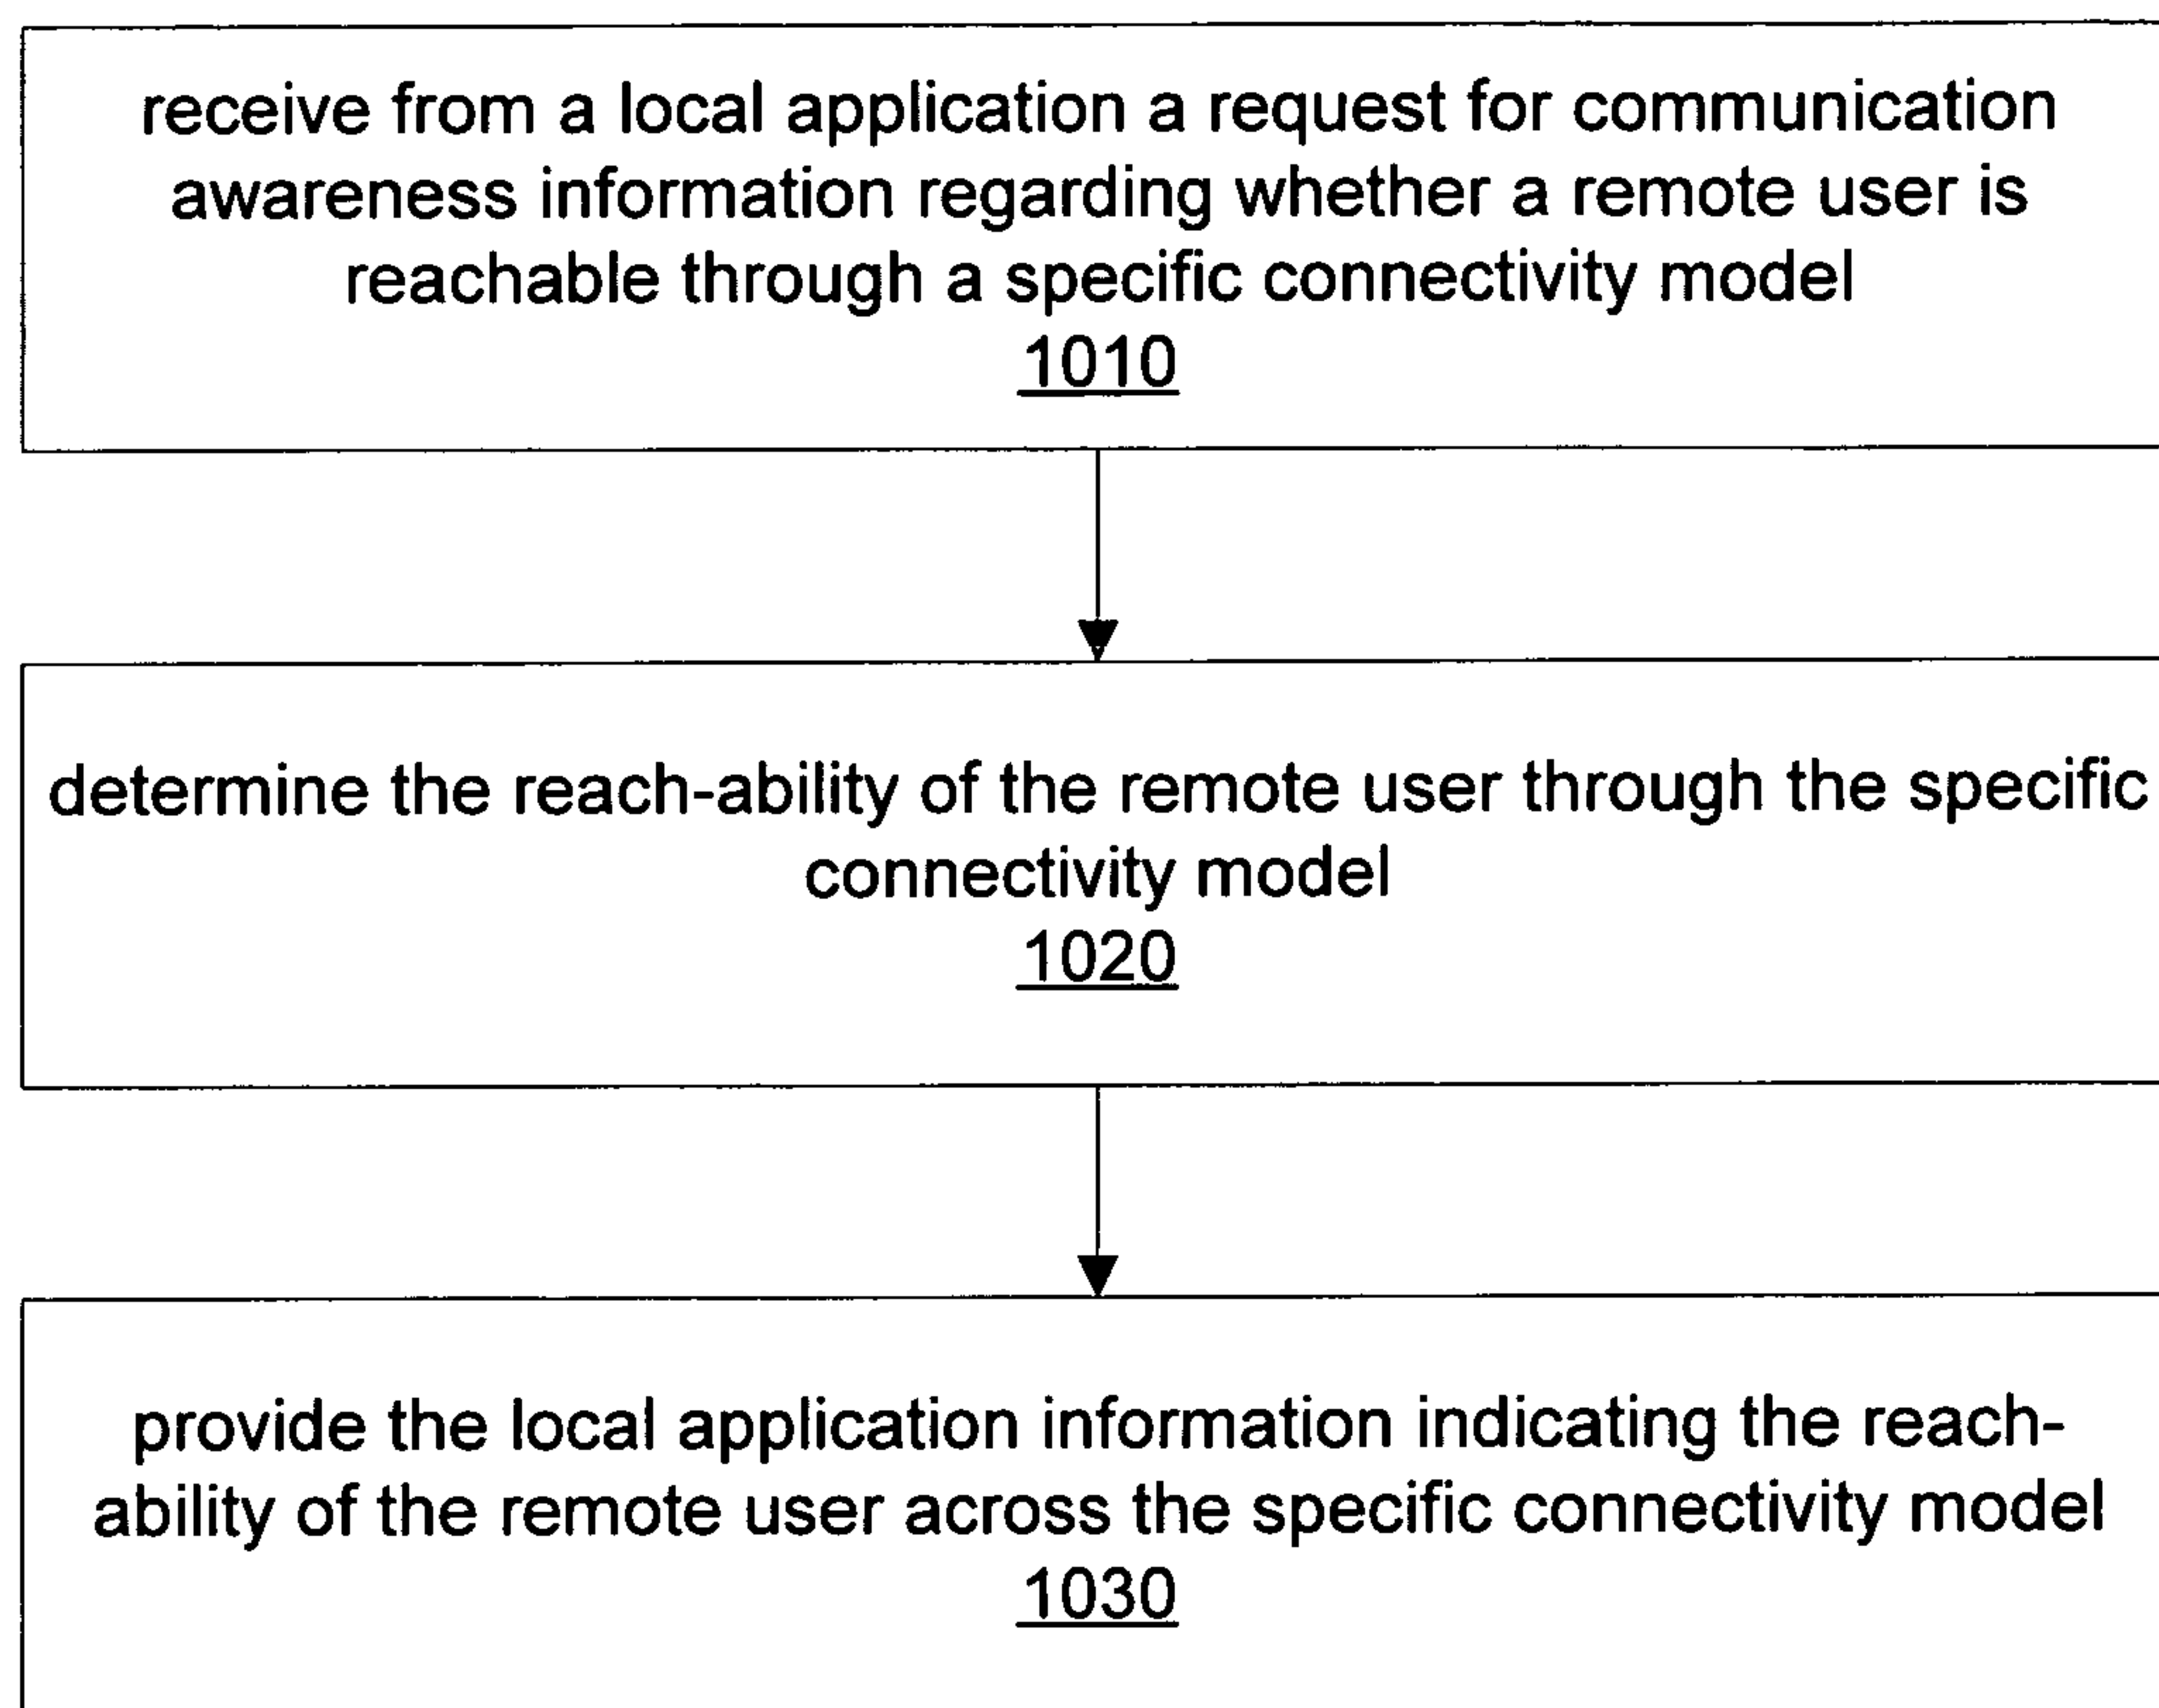 receive from a local application a request for communication
awareness information regarding whether a remote user is
reachable through a specific connectivity model
1010
determine the reach-ability of the remote user through the specific
connectivity model
1020
provide the local application information indicating the reach-
ability of the remote user across the specific connectivity model
1030